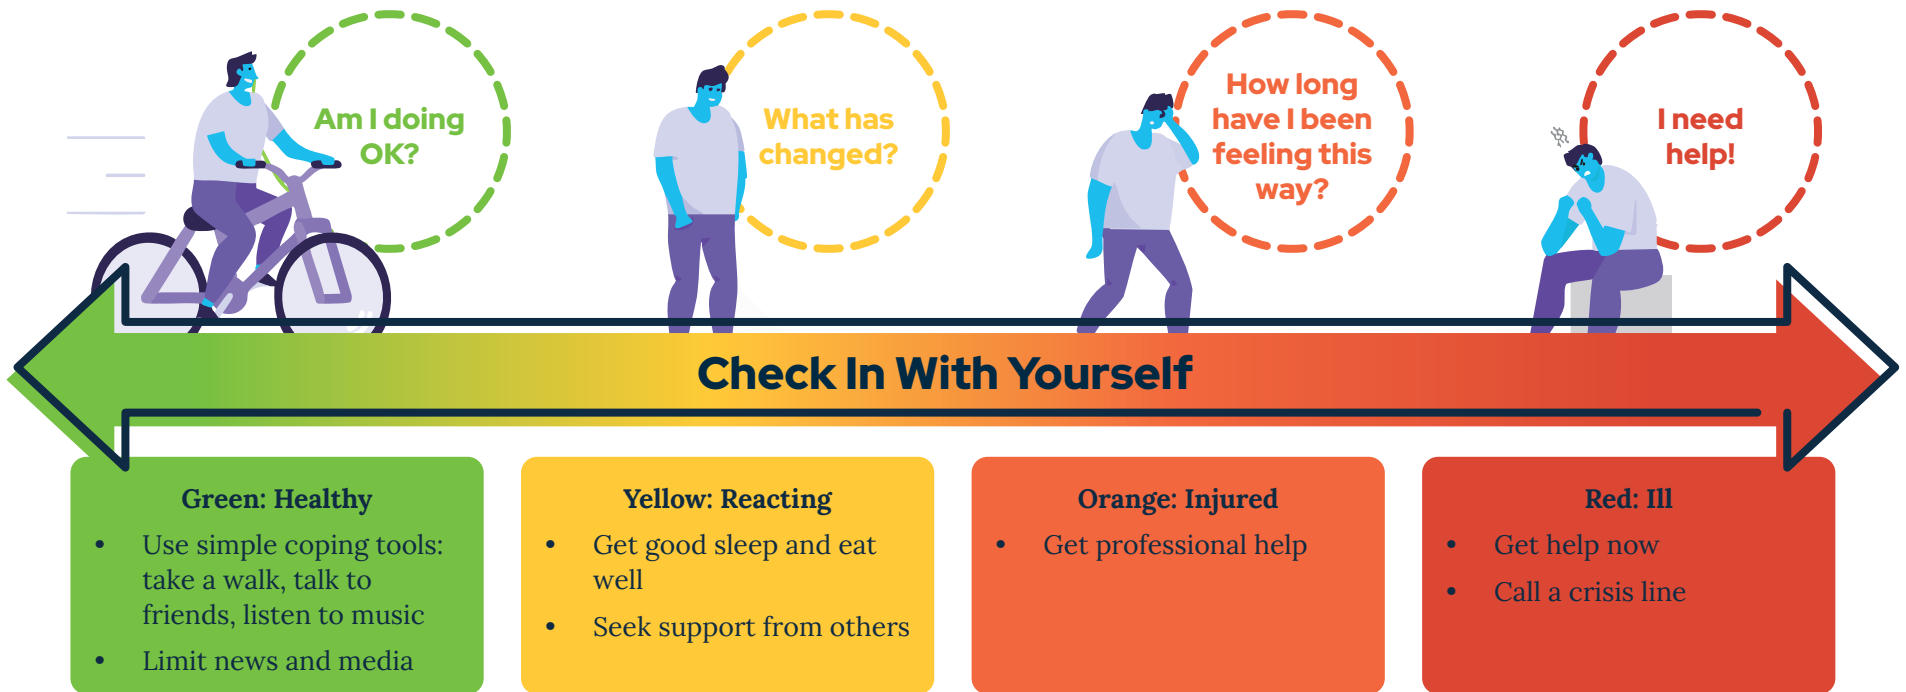 Am I doing
OK?
What has
changed?
How long
have I been
feeling this
way?
I need
help!
Check In With Yourself
Green: Healthy
• Use simple coping tools:
take a walk, talk to
friends, listen to music
• Limit news and media
Yellow: Reacting
• Get good sleep and eat
well
• Seek support from others
Orange: Injured
• Get professional help
Red: Ill
• Get help now
• Call a crisis line